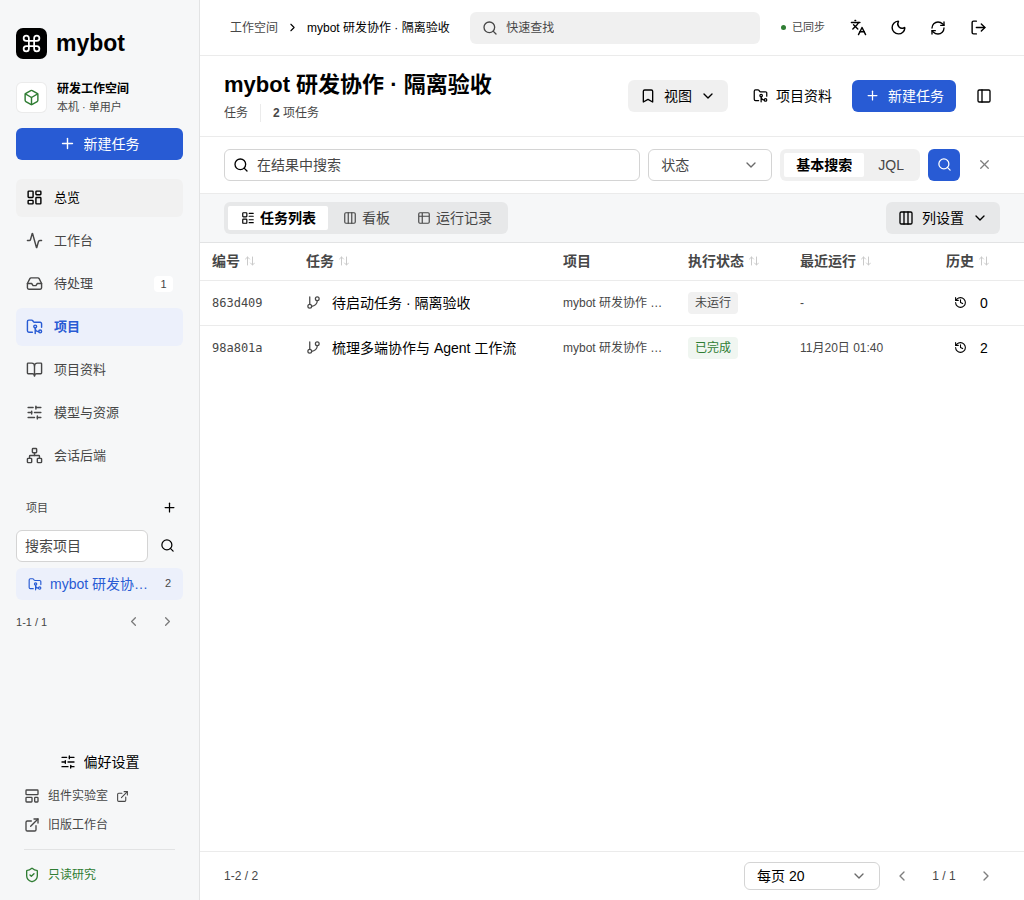 mybot
研发工作空间
本机 · 单用户
新建任务
总览
工作台
待处理 1
项目
项目资料
模型与资源
会话后端
项目
搜索项目
mybot 研发协… 2
1-1 / 1
偏好设置
组件实验室
旧版工作台
只读研究
工作空间 mybot 研发协作 · 隔离验收 快速查找 已同步
mybot 研发协作 · 隔离验收
任务 2 项任务
视图 项目资料 新建任务
在结果中搜索 状态 基本搜索 JQL
任务列表 看板 运行记录 列设置
编号 任务 项目 执行状态 最近运行 历史
863d409 待启动任务 · 隔离验收 mybot 研发协作 … 未运行 - 0
98a801a 梳理多端协作与 Agent 工作流 mybot 研发协作 … 已完成 11月20日 01:40 2
1-2 / 2 每页 20 1 / 1